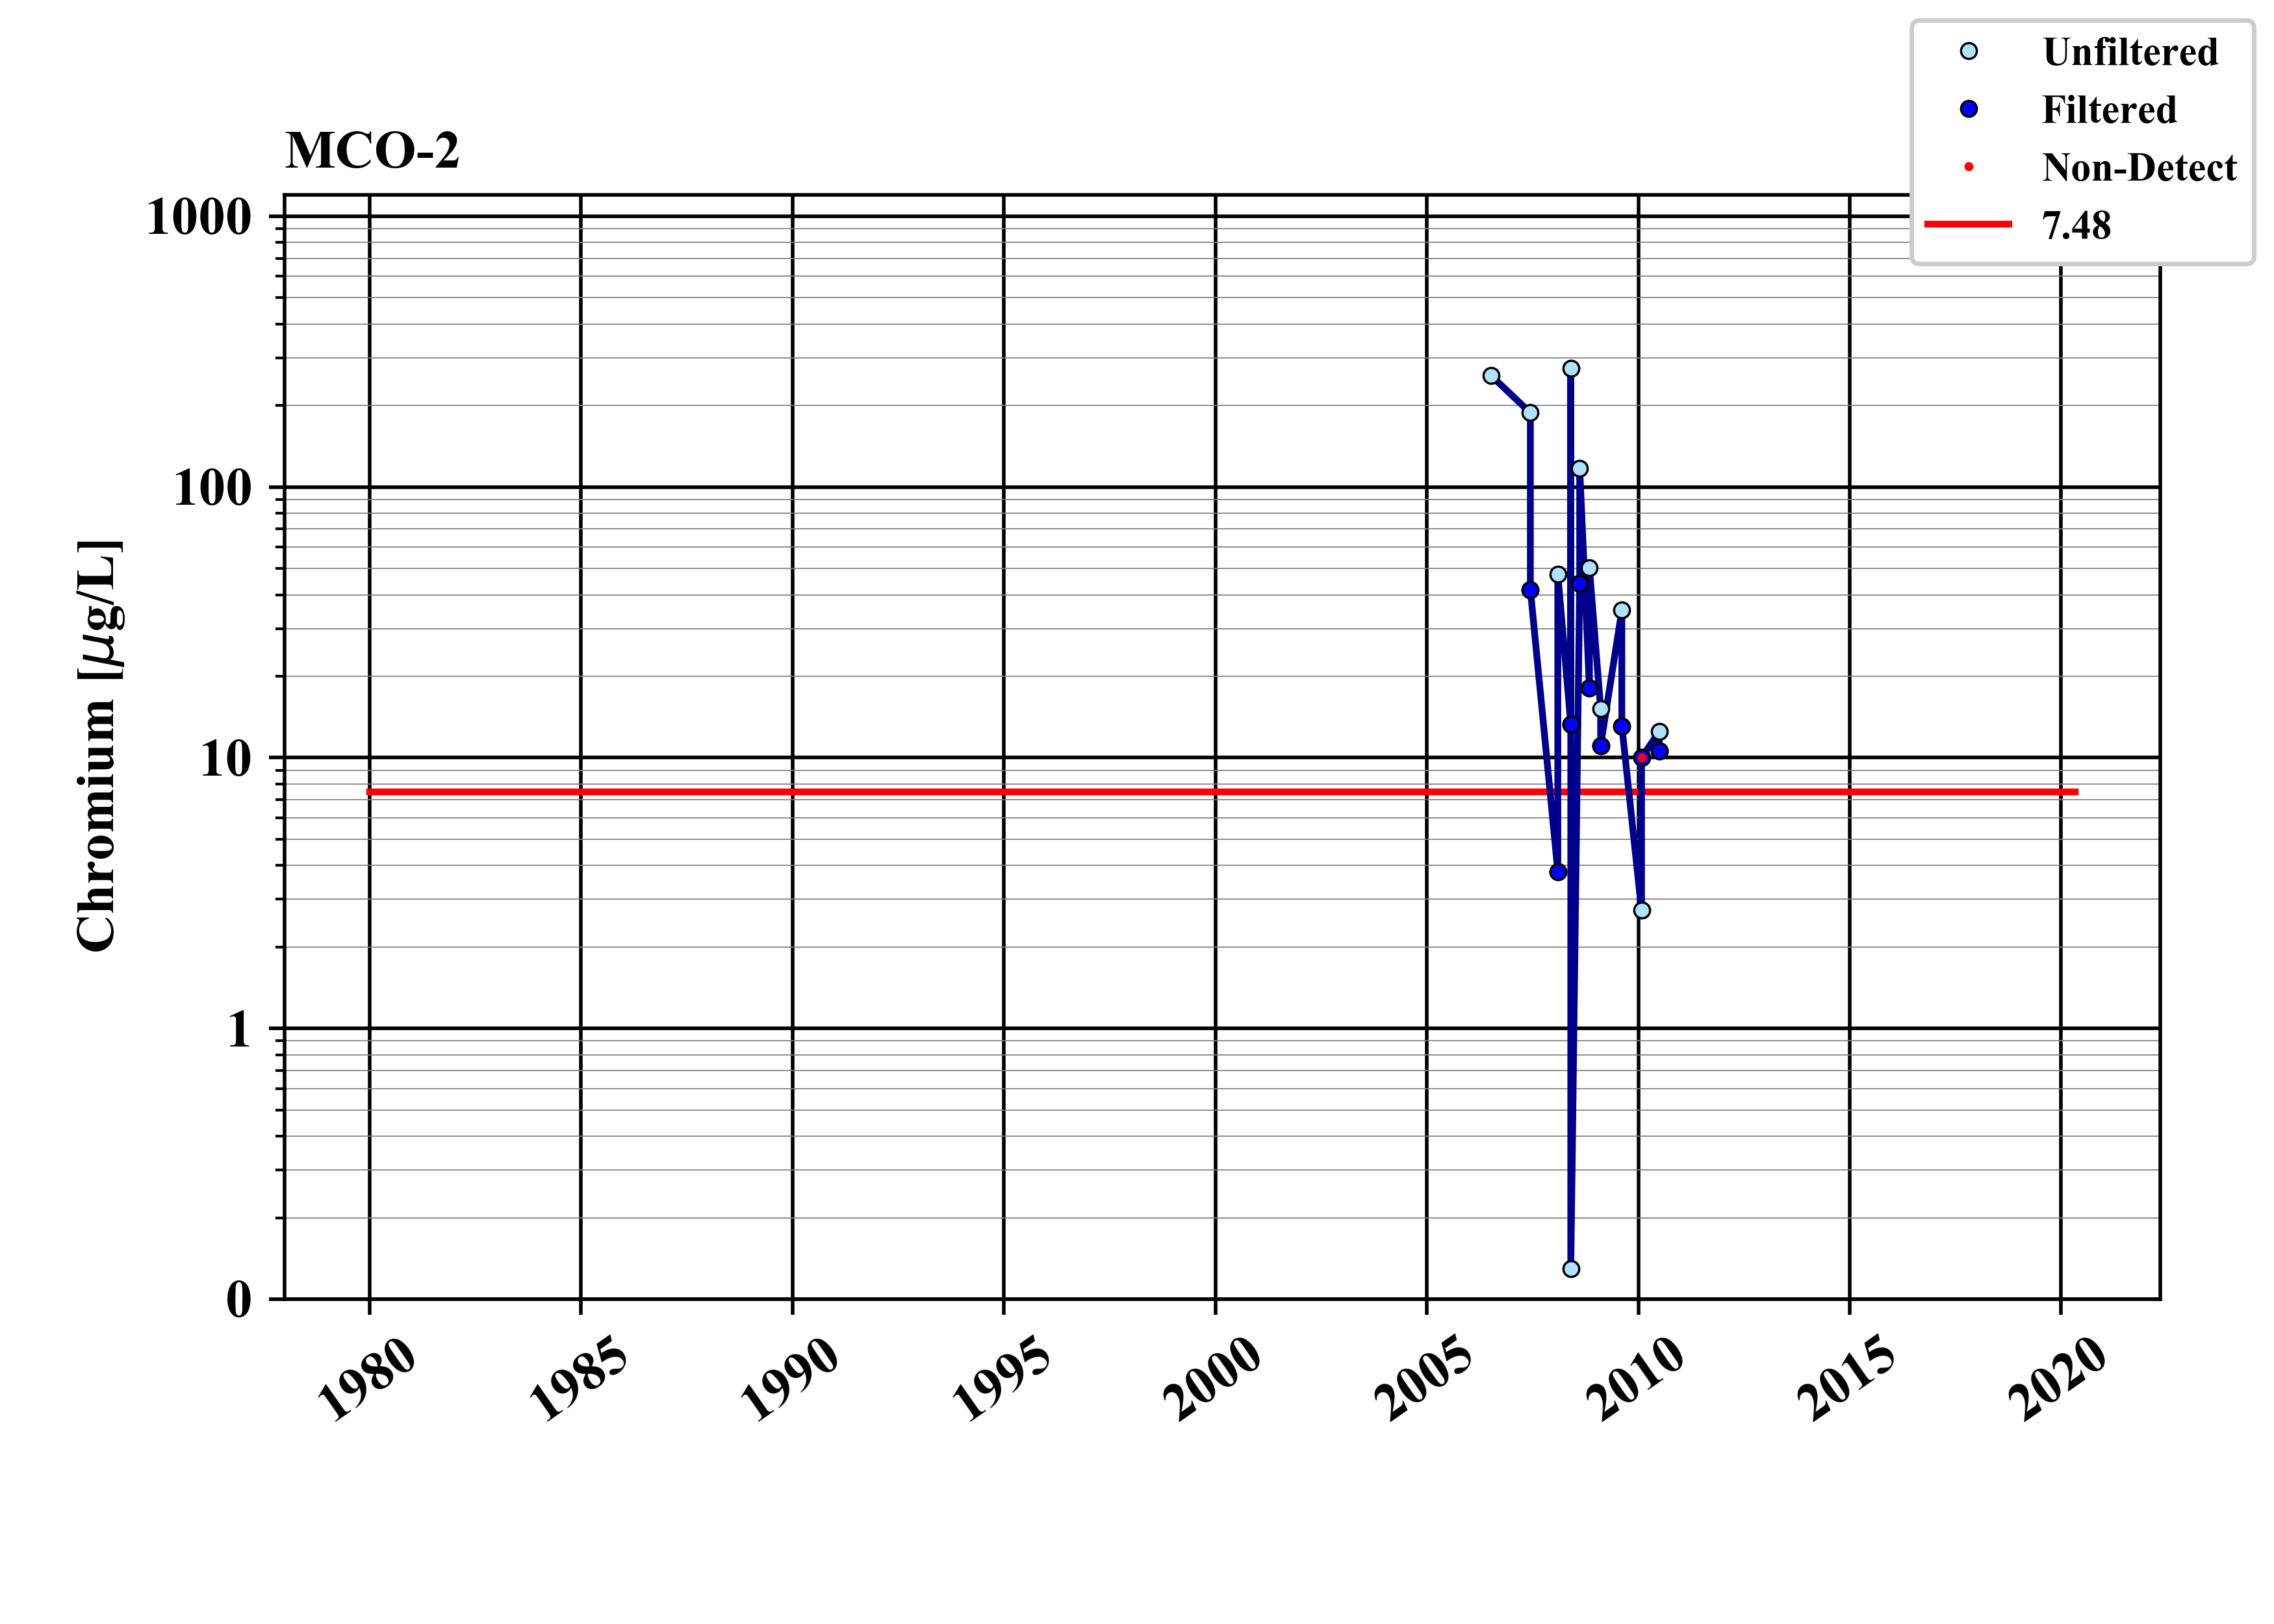 Unfiltered
Filtered
Non-Detect
7.48
MCO-2
1000
100
10
1
0
Chromium [μg/L]
1980 1985 1990 1995 2000 2005 2010 2015 2020